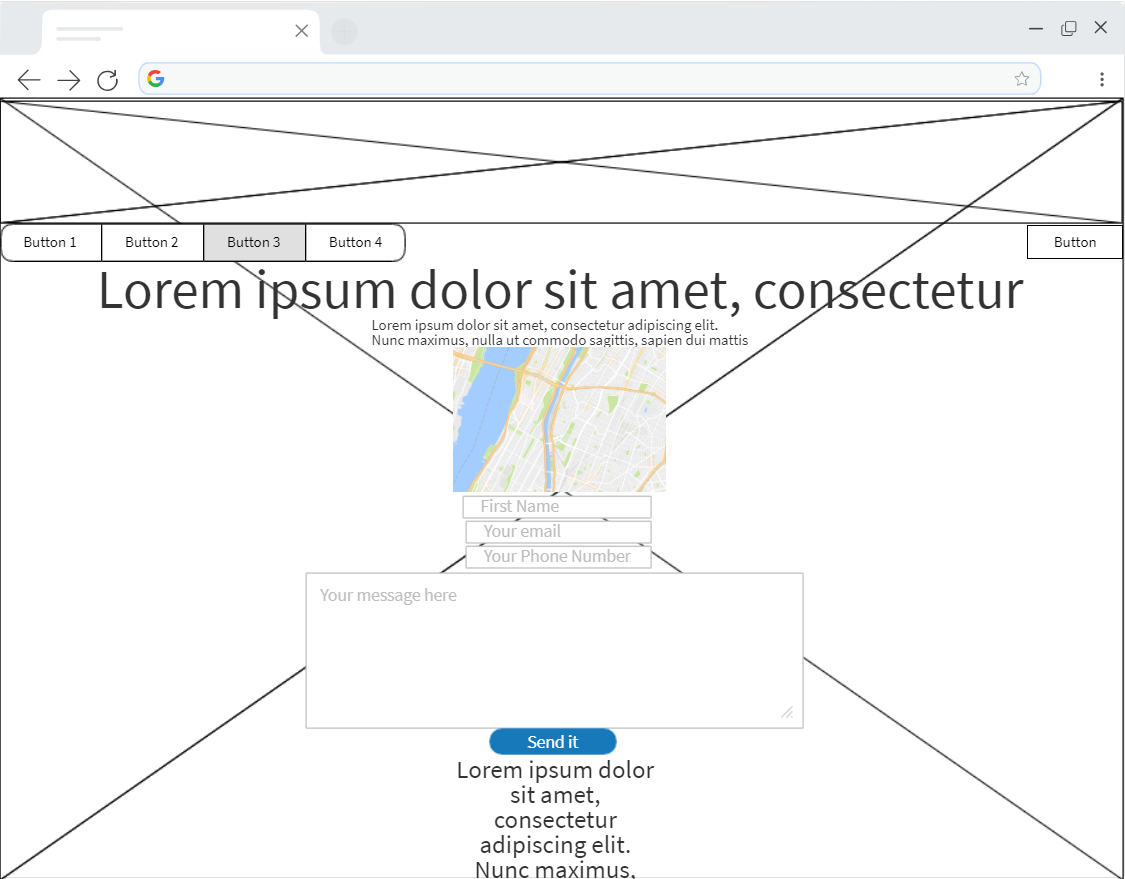 Button 1
Button 2
Button 3
Button 4
Button
Lorem ipsum dolor sit amet, consectetur
Lorem ipsum dolor sit amet, consectetur adipiscing elit.
Nunc maximus, nulla ut commodo sagittis, sapien dui mattis
First Name
Your email
Your Phone Number
Your message here
Send it
Lorem ipsum dolor
sit amet,
consectetur
adipiscing elit.
Nunc maximus,